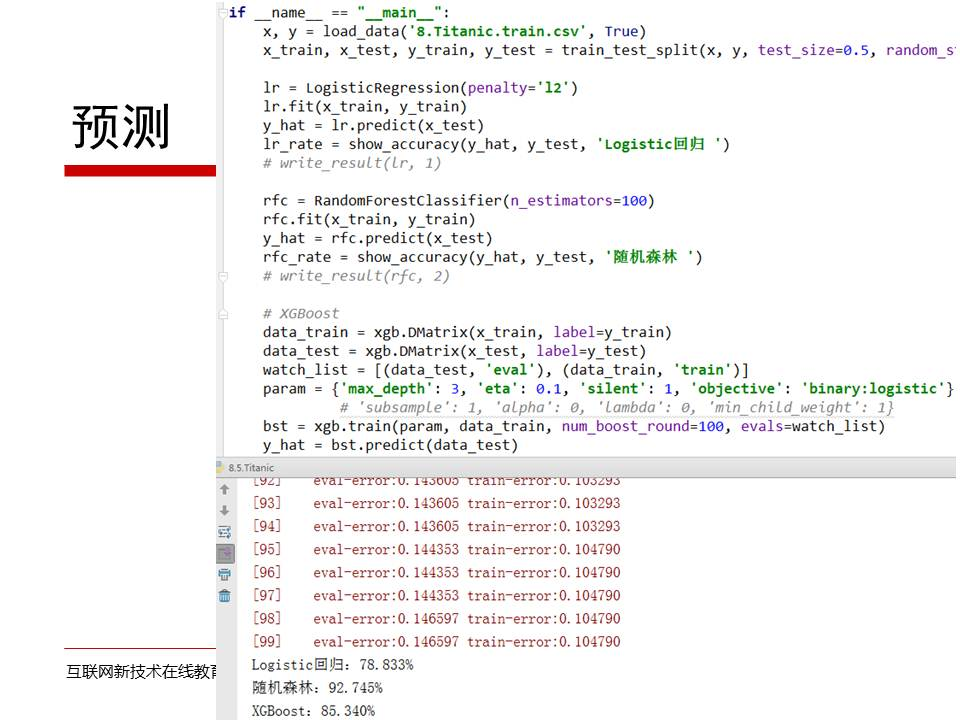 预测
if __name__ == "__main__":
    x, y = load_data('8.Titanic.train.csv', True)
    x_train, x_test, y_train, y_test = train_test_split(x, y, test_size=0.5, random_st
    lr = LogisticRegression(penalty='l2')
    lr.fit(x_train, y_train)
    y_hat = lr.predict(x_test)
    lr_rate = show_accuracy(y_hat, y_test, 'Logistic回归 ')
    # write_result(lr, 1)
    rfc = RandomForestClassifier(n_estimators=100)
    rfc.fit(x_train, y_train)
    y_hat = rfc.predict(x_test)
    rfc_rate = show_accuracy(y_hat, y_test, '随机森林 ')
    # write_result(rfc, 2)
    # XGBoost
    data_train = xgb.DMatrix(x_train, label=y_train)
    data_test = xgb.DMatrix(x_test, label=y_test)
    watch_list = [(data_test, 'eval'), (data_train, 'train')]
    param = {'max_depth': 3, 'eta': 0.1, 'silent': 1, 'objective': 'binary:logistic'}
             # 'subsample': 1, 'alpha': 0, 'lambda': 0, 'min_child_weight': 1}
    bst = xgb.train(param, data_train, num_boost_round=100, evals=watch_list)
    y_hat = bst.predict(data_test)
8.5.Titanic
[92]    eval-error:0.143605 train-error:0.103293
[93]    eval-error:0.143605 train-error:0.103293
[94]    eval-error:0.143605 train-error:0.103293
[95]    eval-error:0.144353 train-error:0.104790
[96]    eval-error:0.144353 train-error:0.104790
[97]    eval-error:0.144353 train-error:0.104790
[98]    eval-error:0.146597 train-error:0.104790
[99]    eval-error:0.146597 train-error:0.104790
Logistic回归：78.833%
随机森林：92.745%
XGBoost：85.340%
互联网新技术在线教育